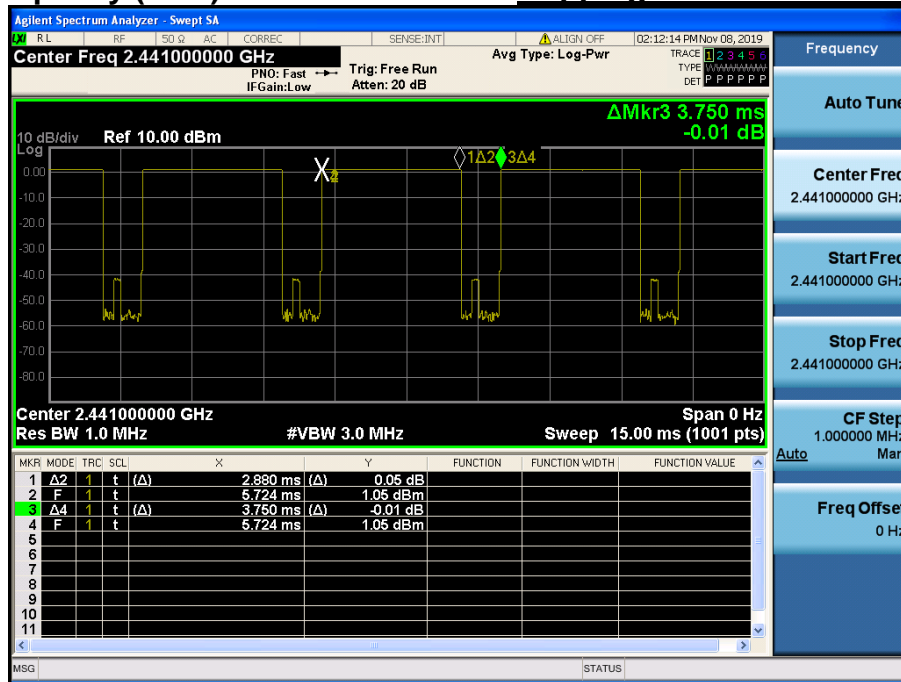 Agilent Spectrum Analyzer - Swept SA
LXI RL RF 50 Ω AC CORREC SENSE:INT ALIGN OFF 02:12:14 PM Nov 08, 2019
Center Freq 2.441000000 GHz
PNO: Fast
IFGain:Low
Trig: Free Run
Atten: 20 dB
Avg Type: Log-Pwr
TRACE 1 2 3 4 5 6
TYPE WWWWWW
DET P P P P P P
ΔMkr3 3.750 ms
-0.01 dB
10 dB/div Ref 10.00 dBm
Log
0.00
-10.0
-20.0
-30.0
-40.0
-50.0
-60.0
-70.0
-80.0
1Δ2 3Δ4
X
Center 2.441000000 GHz Span 0 Hz
Res BW 1.0 MHz #VBW 3.0 MHz Sweep 15.00 ms (1001 pts)
MKR MODE TRC SCL X Y FUNCTION FUNCTION WIDTH FUNCTION VALUE
1 Δ2 1 t (Δ) 2.880 ms (Δ) 0.05 dB
2 F 1 t 5.724 ms 1.05 dBm
3 Δ4 1 t (Δ) 3.750 ms (Δ) -0.01 dB
4 F 1 t 5.724 ms 1.05 dBm
5
6
7
8
9
10
11
MSG STATUS
Frequency
Auto Tune
Center Freq
2.441000000 GHz
Start Freq
2.441000000 GHz
Stop Freq
2.441000000 GHz
CF Step
1.000000 MHz
Auto Man
Freq Offset
0 Hz